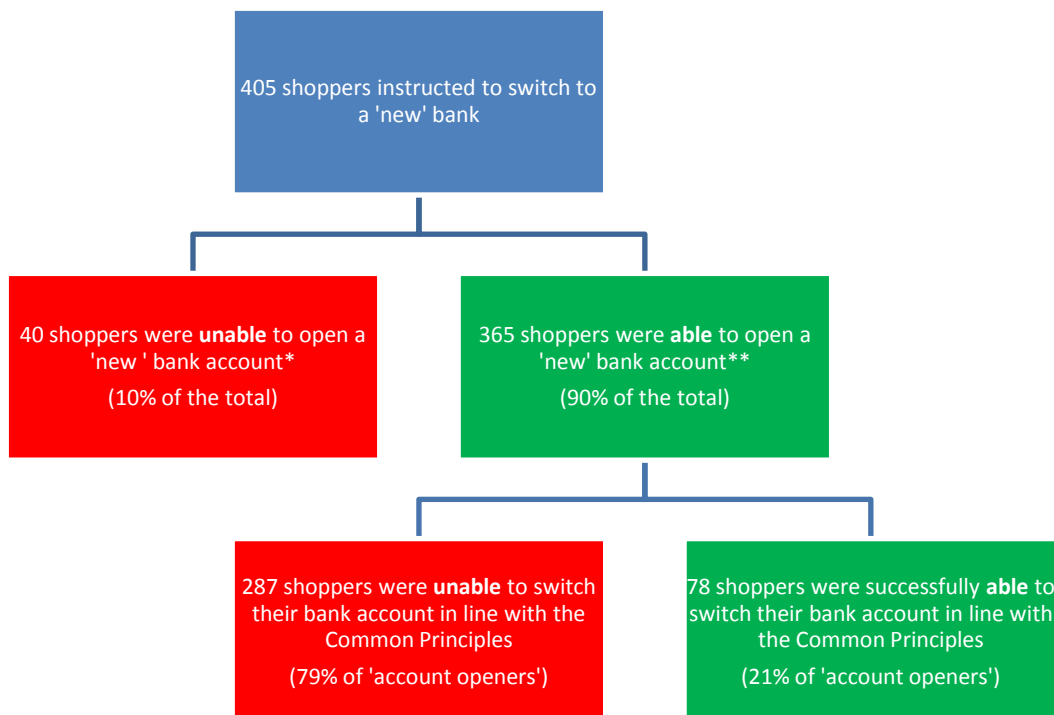 405 shoppers instructed to switch to
a 'new' bank
40 shoppers were unable to open a
'new ' bank account*
(10% of the total)
365 shoppers were able to open a
'new' bank account**
(90% of the total)
287 shoppers were unable to switch
their bank account in line with the
Common Principles
(79% of 'account openers')
78 shoppers were successfully able to
switch their bank account in line with
the Common Principles
(21% of 'account openers')